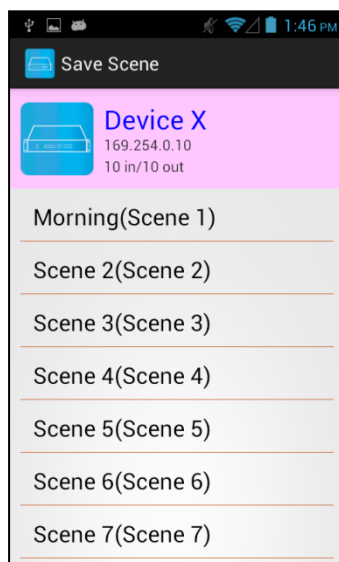 1:46 PM
Save Scene
Device X
169.254.0.10
10 in/10 out
Morning(Scene 1)
Scene 2(Scene 2)
Scene 3(Scene 3)
Scene 4(Scene 4)
Scene 5(Scene 5)
Scene 6(Scene 6)
Scene 7(Scene 7)